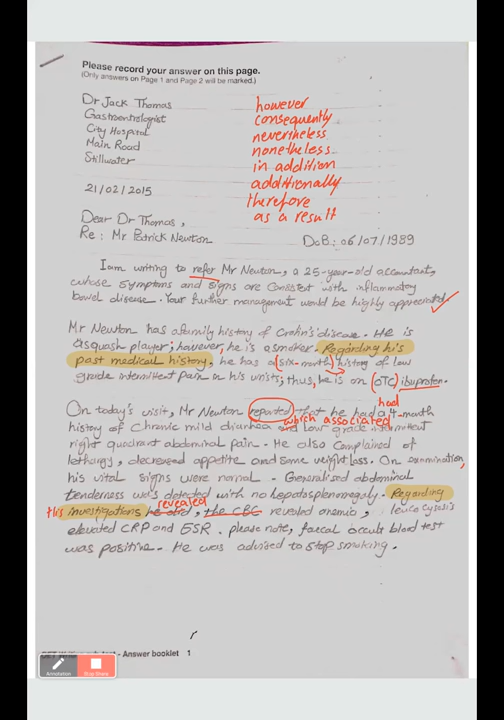 Please record your answer on this page.
(Only answers on Page 1 and Page 2 will be marked.)
Dr Jack Thomas
Gastroentrologist
City Hospital
Main Road
Stillwater
however
consequently
nevertheless
nonetheless
in addition
additionally
therefore
as a result
21/02/2015
Dear Dr Thomas,
Re: Mr Patrick Newton
DoB: 06/07/1989
I am writing to refer Mr Newton, a 25-year-old accountant,
whose symptoms and signs are consistent with inflammatory
bowel disease. Your further management would be highly appreciated.
Mr Newton has a family history of Crohn's disease. He is
a squash player; however, he is a smoker. Regarding his
past medical history, he has a (six-month) history of low
grade intermittent pain in his wrists; thus, he is on (OTC) ibuprofen.
had
On today's visit, Mr Newton reported that he had a 4-month
which associated
history of chronic mild diarrhea and low grade intermittent
right quadrant abdominal pain. He also complained of
lethargy, decreased appetite and some weight loss. On examination,
his vital signs were normal. Generalised abdominal
tenderness was detected with no hepatosplenomegaly. Regarding
revealed
His investigations he did, the CBC revealed anemia, leucocytosis
elevated CRP and ESR. please note, faecal occult blood test
was positive. He was advised to stop smoking.
Answer booklet 1
Annotation
Stop Share